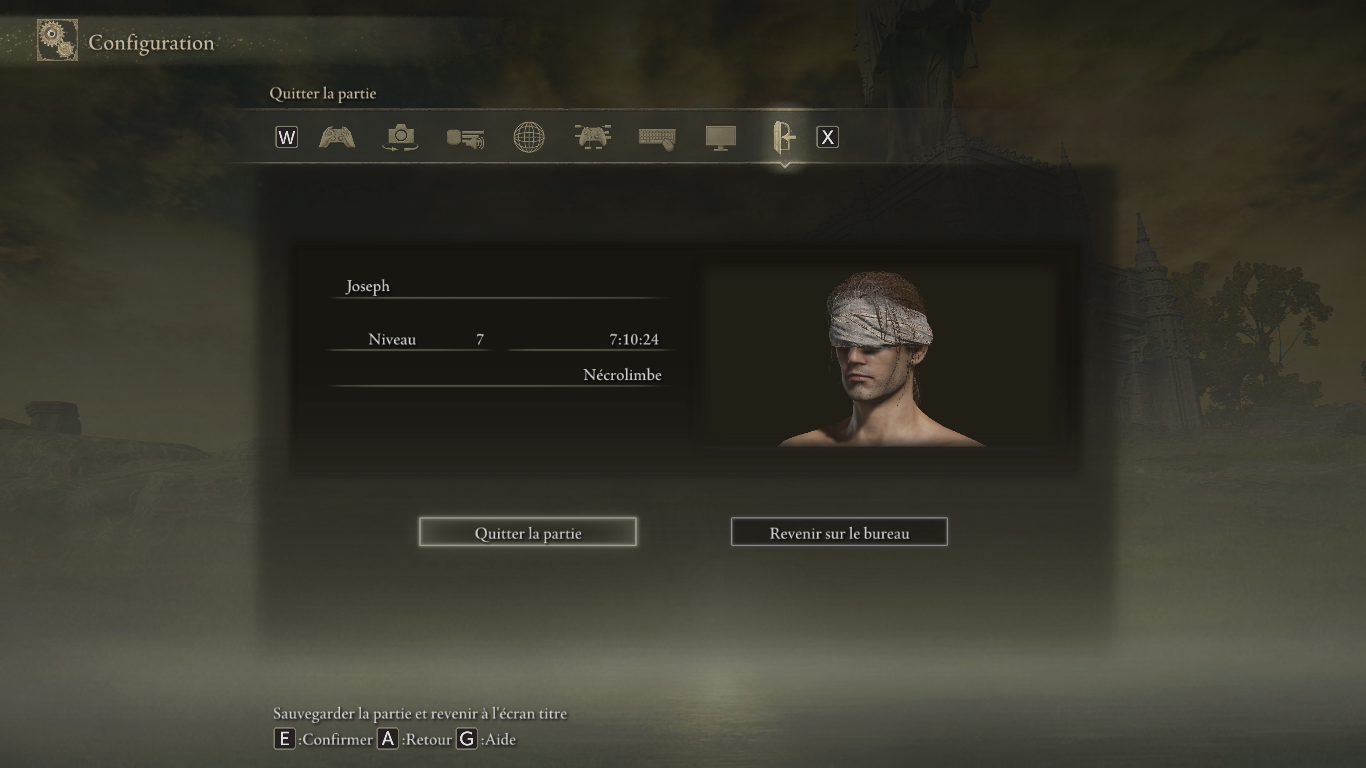 Configuration
Quitter la partie
W X
Joseph
Niveau 7 7:10:24
Nécrolimbe
Quitter la partie Revenir sur le bureau
Sauvegarder la partie et revenir à l'écran titre
E :Confirmer A :Retour G :Aide